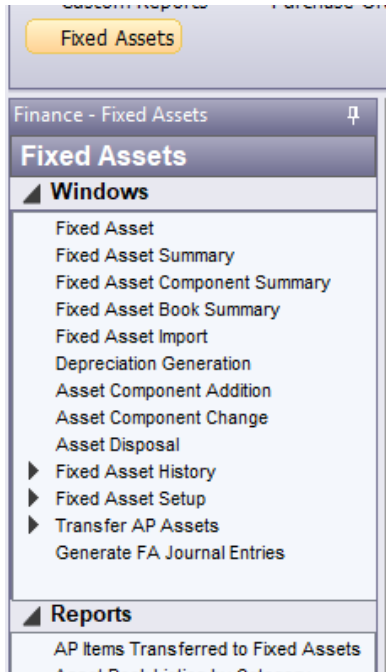 Custom Reports
Fixed Assets
Finance - Fixed Assets
Fixed Assets
Windows
Fixed Asset
Fixed Asset Summary
Fixed Asset Component Summary
Fixed Asset Book Summary
Fixed Asset Import
Depreciation Generation
Asset Component Addition
Asset Component Change
Asset Disposal
Fixed Asset History
Fixed Asset Setup
Transfer AP Assets
Generate FA Journal Entries
Reports
AP Items Transferred to Fixed Assets